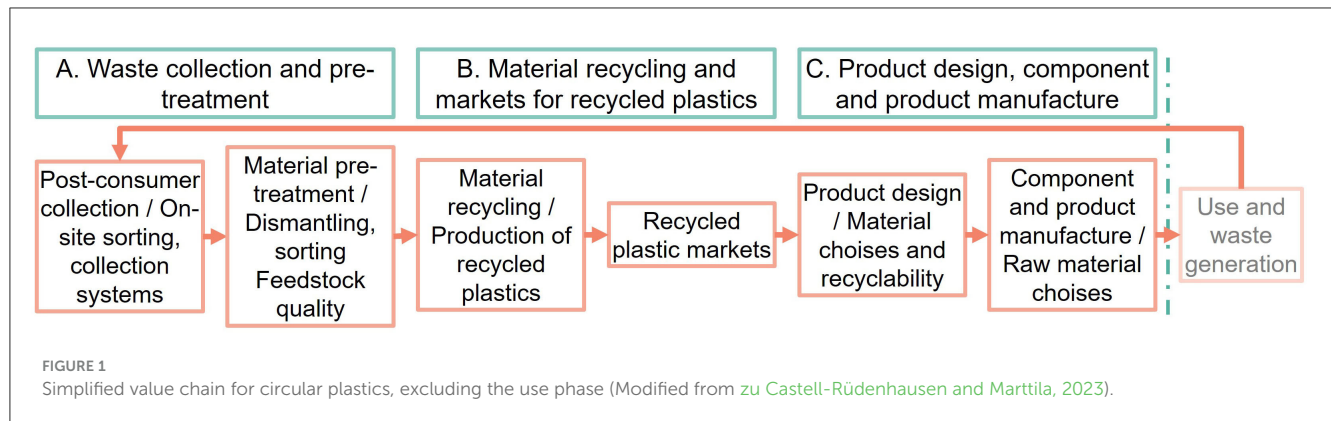 A. Waste collection and pre-
treatment
B. Material recycling and
markets for recycled plastics
C. Product design, component
and product manufacture
Post-consumer
collection / On-
site sorting,
collection
systems
Material pre-
treatment /
Dismantling,
sorting
Feedstock
quality
Material
recycling /
Production of
recycled
plastics
Recycled
plastic markets
Product design
/ Material
choises and
recyclability
Component
and product
manufacture /
Raw material
choises
Use and
waste
generation
FIGURE 1
Simplified value chain for circular plastics, excluding the use phase (Modified from zu Castell-Rüdenhausen and Marttila, 2023).